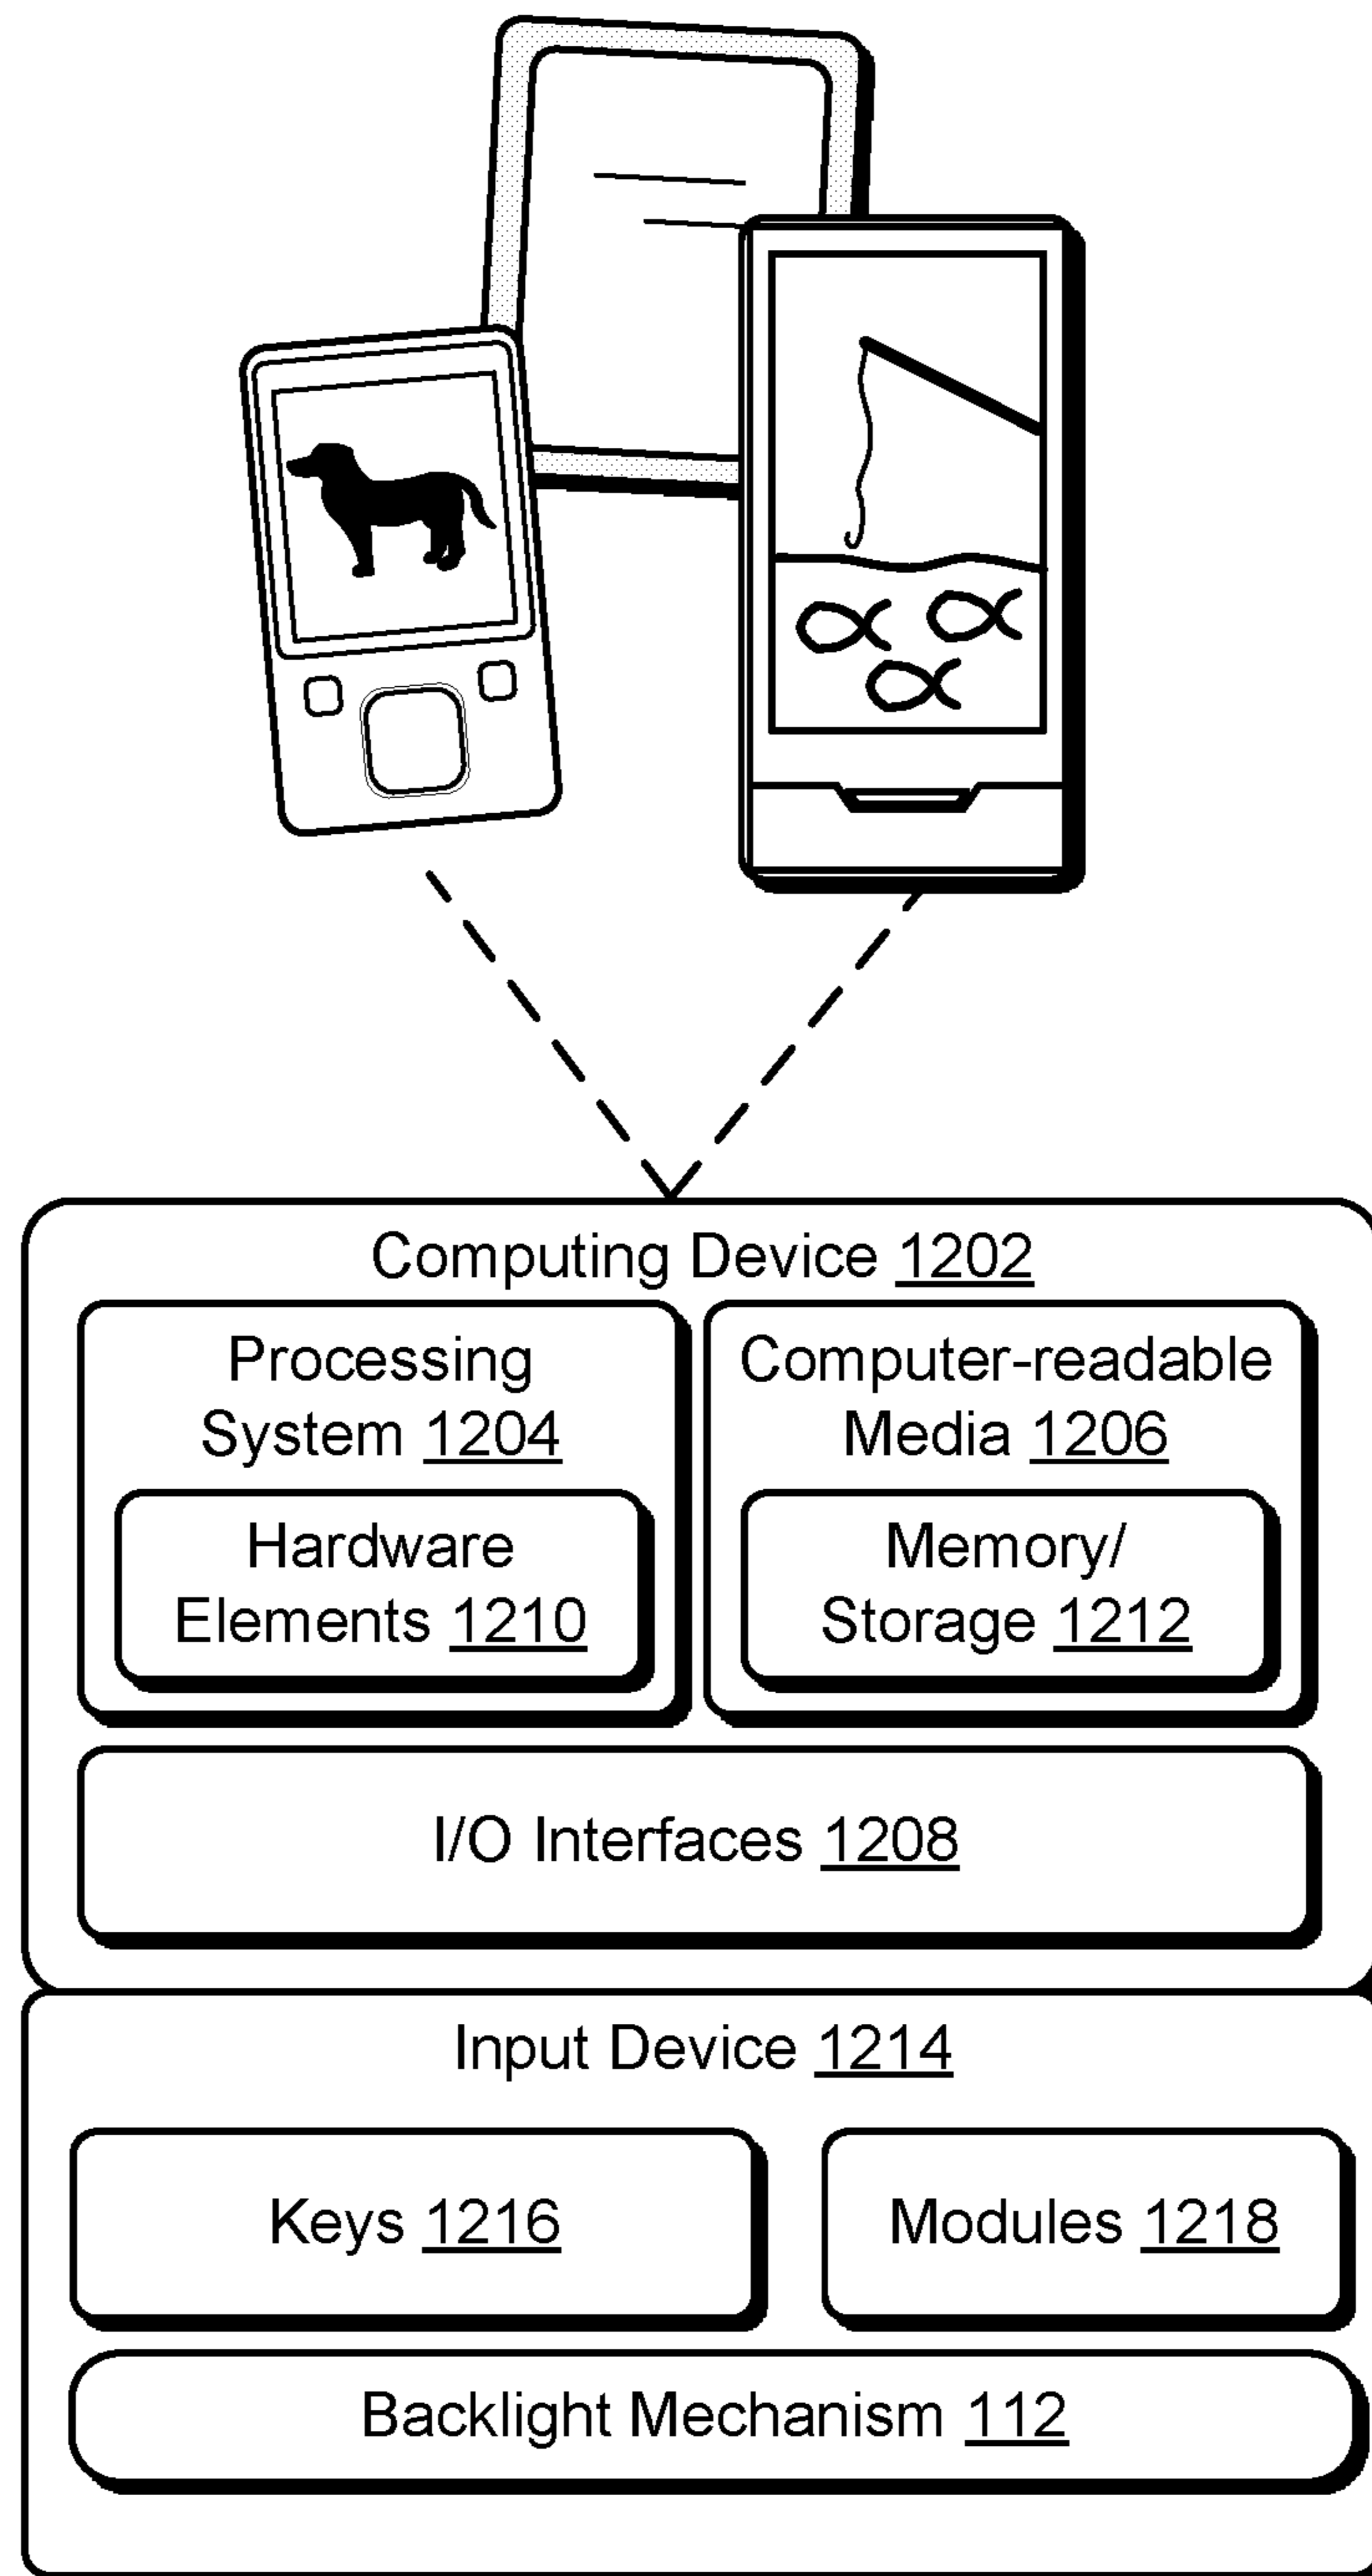 Computing Device 1202
Processing
System 1204
Hardware
Elements 1210
Computer-readable
Media 1206
Memory/
Storage 1212
I/O Interfaces 1208
Input Device 1214
Keys 1216
Modules 1218
Backlight Mechanism 112